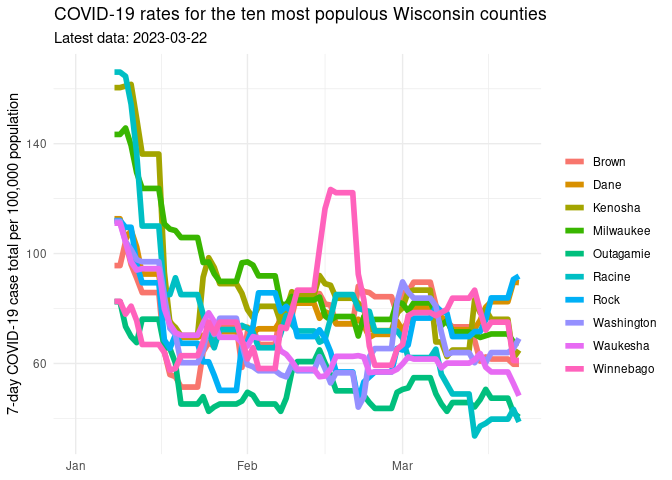 COVID-19 rates for the ten most populous Wisconsin counties
Latest data: 2023-03-22
7-day COVID-19 case total per 100,000 population
140
100
60
Jan
Feb
Mar
Brown
Dane
Kenosha
Milwaukee
Outagamie
Racine
Rock
Washington
Waukesha
Winnebago